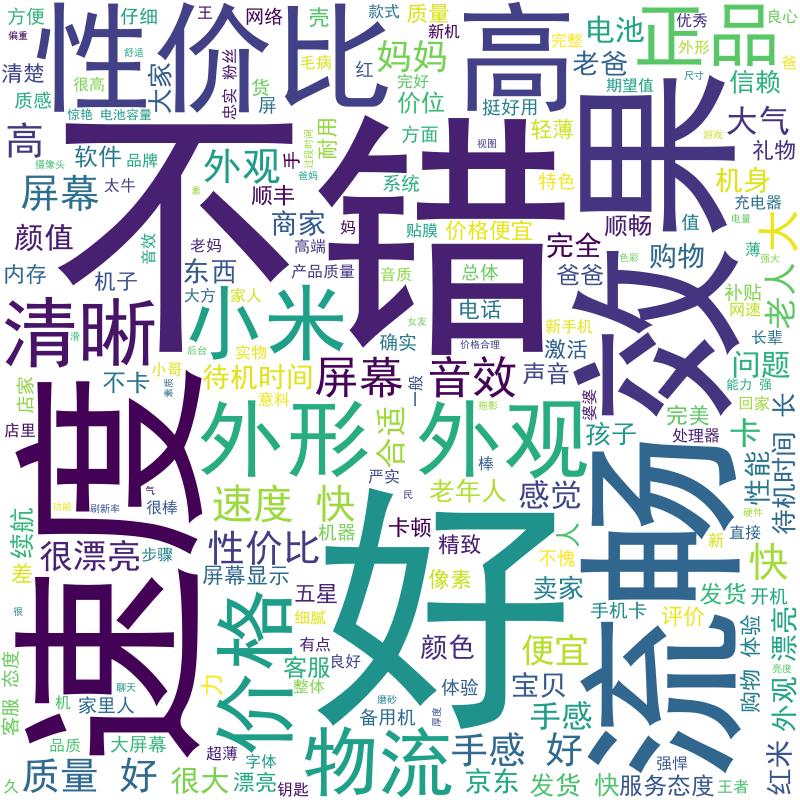 方便
仔细
王
网络
壳
款式
质量
新机
优秀
良心
偏重
舒适
性价比
高
正品
电池
妈妈
清楚
很高
大家
粉丝
货
毛病
红
完好
完整
外形
老爸
期望值
尺寸
爸
信赖
质感
惊艳
电池容量
忠实
屏
价位
挺好用
高
软件
品牌
外观
手
过段时间
耐用
方面
轻薄
视图
果
游戏
大气
礼物
摄像头
爸妈
不错
屏幕
太牛
素
顺丰
系统
特色
机身
充电器
电量
颜值
音效
老妈
商家
妈
贴膜
价格便宜
完全
顺畅
值
大
强大
高端
内存
机子
东西
产品质量
音质
总体
爸爸
购物
色彩
薄
老人
大方
家人
电话
效
补贴
网速
清晰
小米
女友
新手机
滑
后台
实物
确实
价格合理
激活
长辈
不卡
小哥
素质
待机时间
屏幕
音效
声音
问题
店家
意料
一般
婆婆
能力
强
回家
长
店里
速度
外形
合适
外观
拖影
完美
孩子
处理器
卡
严实
棒
气
民
性能
待机时间
续航
功能
刷新率
很棒
速度
快
老年人
感觉
人
流畅
硬件
机器
卡顿
好
差
很漂亮
步骤
性价比
精致
不愧
新
直接
快
屏幕显示
五星
像素
卖家
发货
开机
很
细腻
手机卡
评价
价格
有点
颜色
便宜
体验
漂亮
态度
客服
聊天
力
客服
良好
整体
体验
宝贝
购物
亮度
外观
机
家里人
磨砂
备用机
厚度
手感
品质
大屏幕
超薄
物流
手感
好
强悍
久
质量
好
很大
字体
漂亮
钥匙
京东
发货
快
服务态度
王者
红米